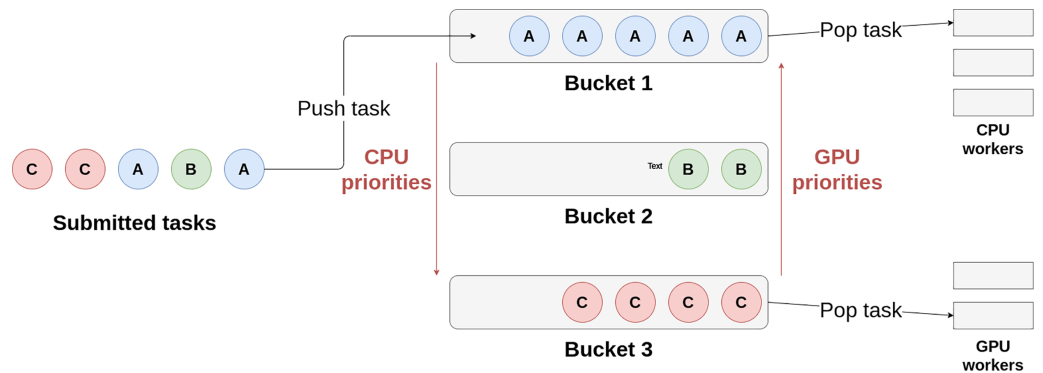 A A A A A
Pop task
Bucket 1
Push task
CPU
workers
C C A B A
CPU
priorities
Text
B B
GPU
priorities
Submitted tasks
Bucket 2
C C C C
Pop task
Bucket 3
GPU
workers